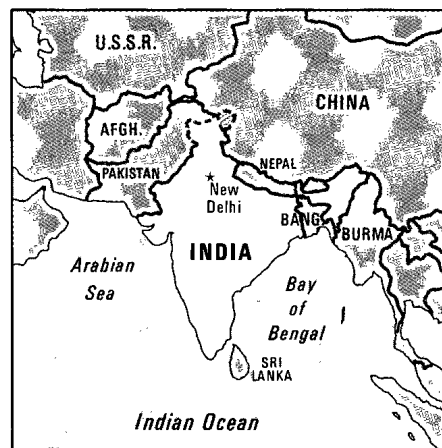 U.S.S.R.
CHINA
AFGH.
PAKISTAN
NEPAL
New
Delhi
BANG.
BURMA
INDIA
Arabian
Sea
Bay
of
Bengal
SRI
LANKA
Indian Ocean